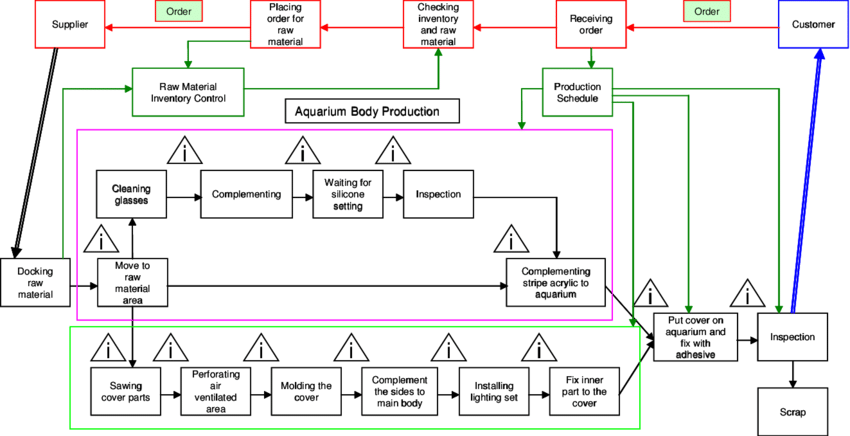 Supplier
Order
Placing
order for
raw
material
Checking
inventory
and raw
material
Receiving
order
Order
Customer
Raw Material
Inventory Control
Production
Schedule
Aquarium Body Production
i
i
i
Cleaning
glasses
Complementing
Waiting for
silicone
setting
Inspection
i
i
Docking
raw
material
Move to
raw
material
area
Complementing
stripe acrylic to
aquarium
i
i
Put cover on
aquarium and
fix with
adhesive
Inspection
i
i
i
i
i
Sawing
cover parts
Perforating
air
ventilated
area
Molding the
cover
Complement
the sides to
main body
Installing
lighting set
Fix inner
part to the
cover
Scrap